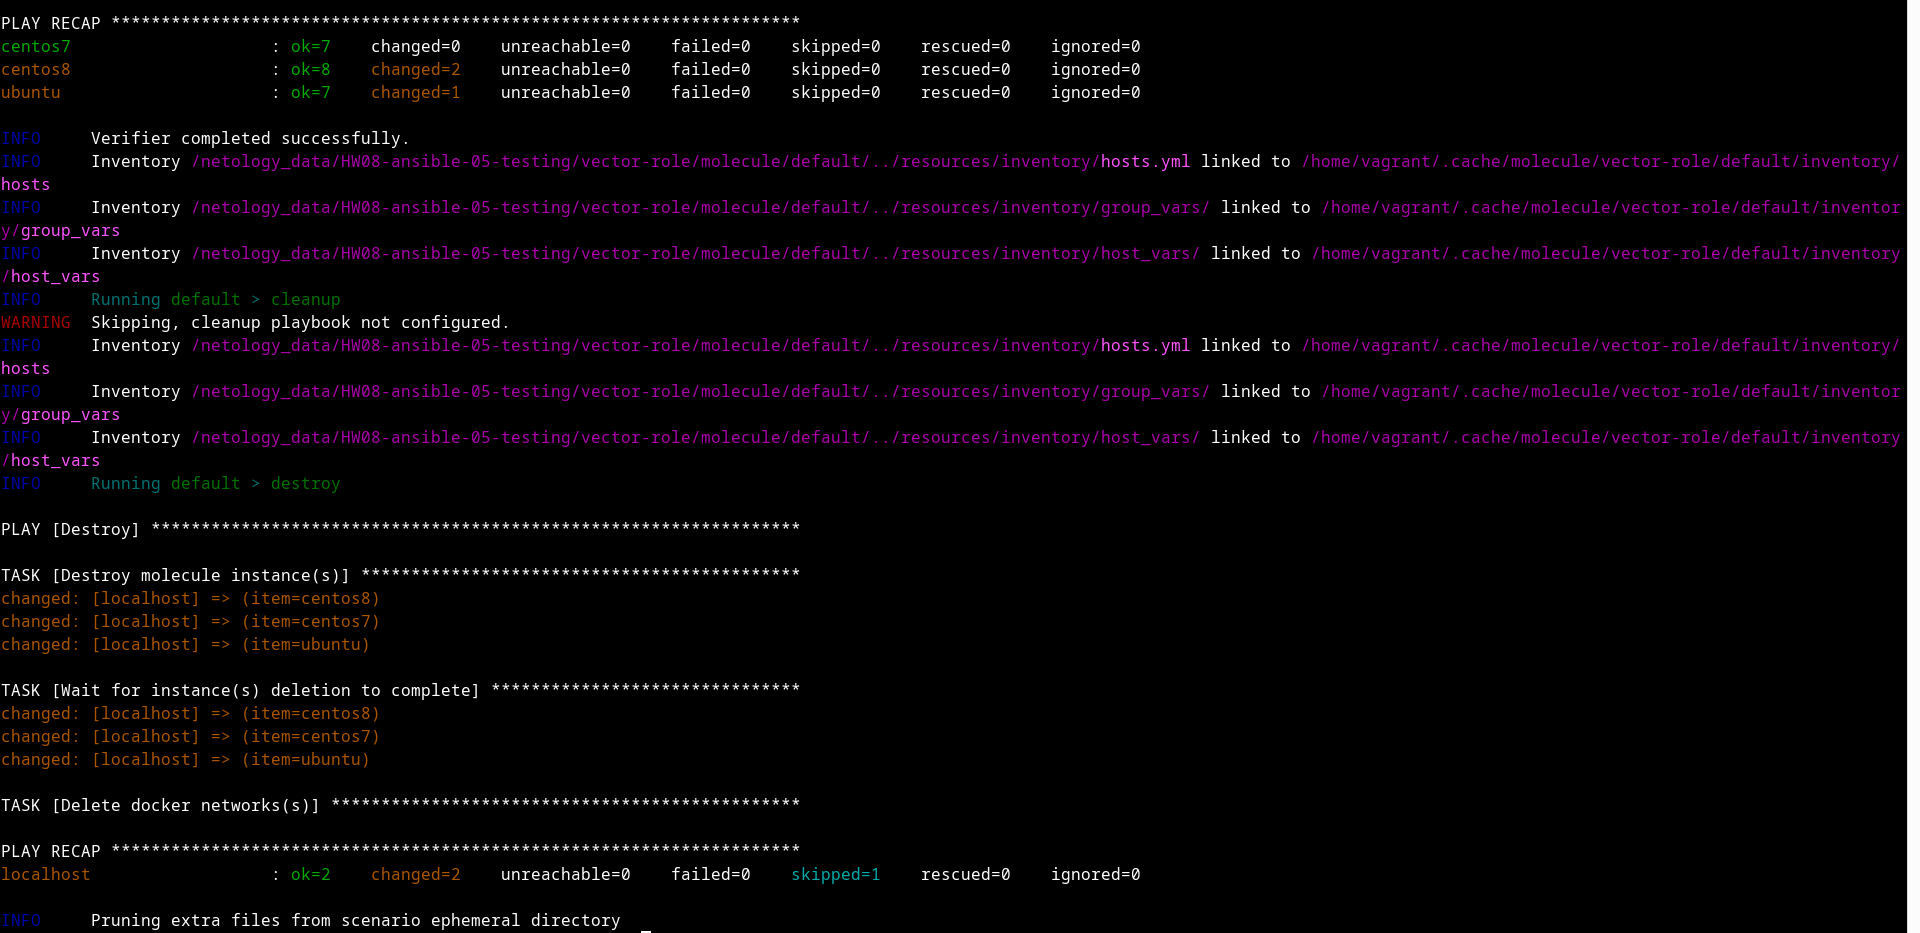 PLAY RECAP *********************************************************************
centos7                    : ok=7    changed=0    unreachable=0    failed=0    skipped=0    rescued=0    ignored=0
centos8                    : ok=8    changed=2    unreachable=0    failed=0    skipped=0    rescued=0    ignored=0
ubuntu                     : ok=7    changed=1    unreachable=0    failed=0    skipped=0    rescued=0    ignored=0
INFO     Verifier completed successfully.
INFO     Inventory /netology_data/HW08-ansible-05-testing/vector-role/molecule/default/../resources/inventory/hosts.yml linked to /home/vagrant/.cache/molecule/vector-role/default/inventory/
hosts
INFO     Inventory /netology_data/HW08-ansible-05-testing/vector-role/molecule/default/../resources/inventory/group_vars/ linked to /home/vagrant/.cache/molecule/vector-role/default/inventor
y/group_vars
INFO     Inventory /netology_data/HW08-ansible-05-testing/vector-role/molecule/default/../resources/inventory/host_vars/ linked to /home/vagrant/.cache/molecule/vector-role/default/inventory
/host_vars
INFO     Running default > cleanup
WARNING  Skipping, cleanup playbook not configured.
INFO     Inventory /netology_data/HW08-ansible-05-testing/vector-role/molecule/default/../resources/inventory/hosts.yml linked to /home/vagrant/.cache/molecule/vector-role/default/inventory/
hosts
INFO     Inventory /netology_data/HW08-ansible-05-testing/vector-role/molecule/default/../resources/inventory/group_vars/ linked to /home/vagrant/.cache/molecule/vector-role/default/inventor
y/group_vars
INFO     Inventory /netology_data/HW08-ansible-05-testing/vector-role/molecule/default/../resources/inventory/host_vars/ linked to /home/vagrant/.cache/molecule/vector-role/default/inventory
/host_vars
INFO     Running default > destroy
PLAY [Destroy] *****************************************************************
TASK [Destroy molecule instance(s)] ********************************************
changed: [localhost] => (item=centos8)
changed: [localhost] => (item=centos7)
changed: [localhost] => (item=ubuntu)
TASK [Wait for instance(s) deletion to complete] *******************************
changed: [localhost] => (item=centos8)
changed: [localhost] => (item=centos7)
changed: [localhost] => (item=ubuntu)
TASK [Delete docker networks(s)] ***********************************************
PLAY RECAP *********************************************************************
localhost                  : ok=2    changed=2    unreachable=0    failed=0    skipped=1    rescued=0    ignored=0
INFO     Pruning extra files from scenario ephemeral directory